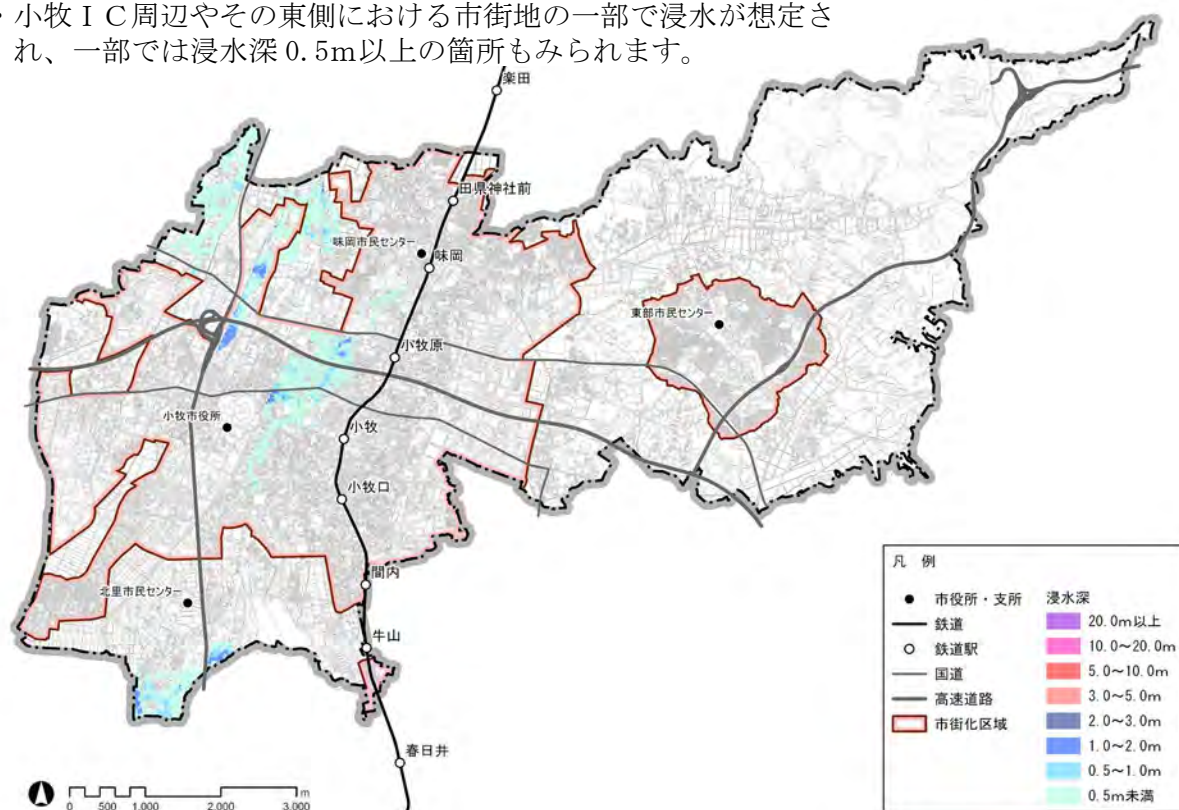 ・小牧ＩＣ周辺やその東側における市街地の一部で浸水が想定さ
れ、一部では浸水深 0.5m以上の箇所もみられます。
楽田
田県神社前
味岡市民センター
味岡
東部市民センター
小牧原
小牧市役所
小牧
小牧口
間内
北里市民センター
牛山
春日井
凡 例
市役所・支所
鉄道
鉄道駅
国道
高速道路
市街化区域
浸水深
20.0m以上
10.0～20.0m
5.0～10.0m
3.0～5.0m
2.0～3.0m
1.0～2.0m
0.5～1.0m
0.5m未満
0 500 1,000 2,000 3,000 m